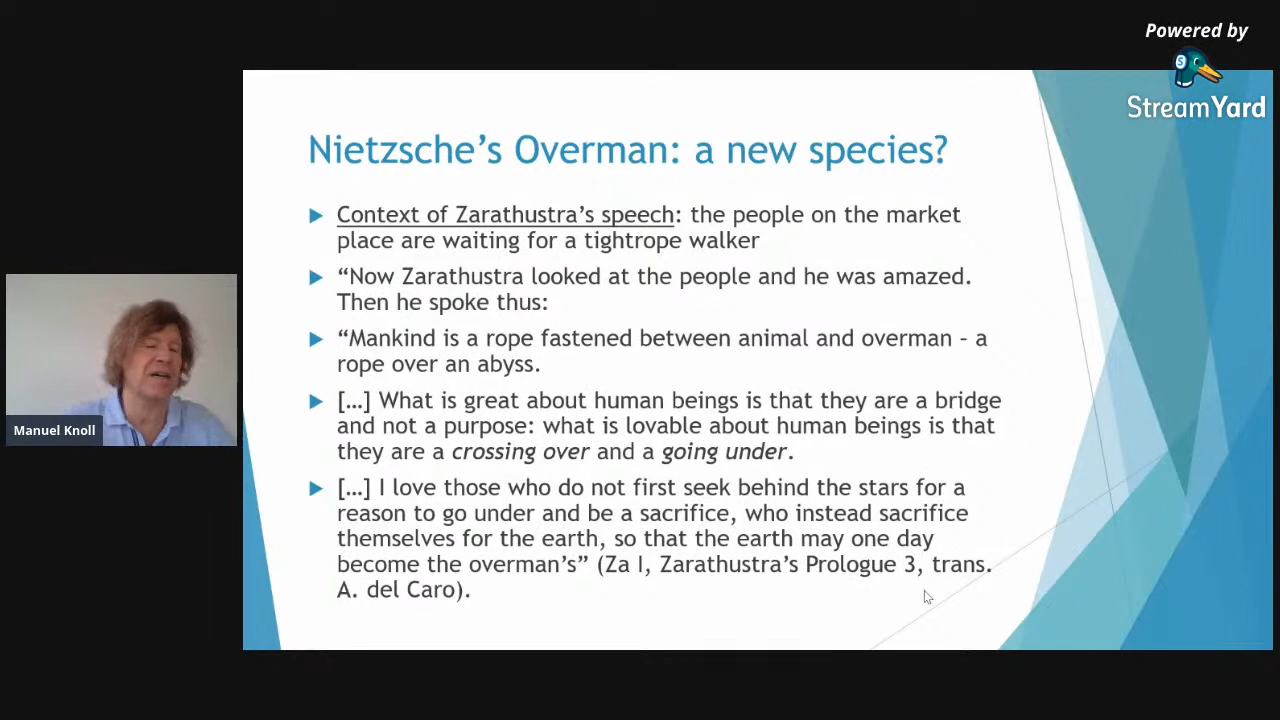 Powered by
StreamYard
Nietzsche's Overman: a new species?
Context of Zarathustra's speech: the people on the market
place are waiting for a tightrope walker
“Now Zarathustra looked at the people and he was amazed.
Then he spoke thus:
“Mankind is a rope fastened between animal and overman – a
rope over an abyss.
[…] What is great about human beings is that they are a bridge
and not a purpose: what is lovable about human beings is that
they are a crossing over and a going under.
[…] I love those who do not first seek behind the stars for a
reason to go under and be a sacrifice, who instead sacrifice
themselves for the earth, so that the earth may one day
become the overman's” (Za I, Zarathustra's Prologue 3, trans.
A. del Caro).
Manuel Knoll